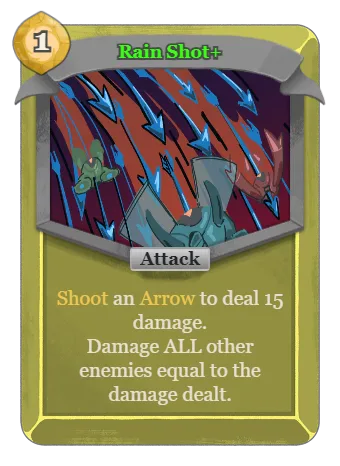 1
Rain Shot+
Attack
Shoot an Arrow to deal 15
damage.
Damage ALL other
enemies equal to the
damage dealt.